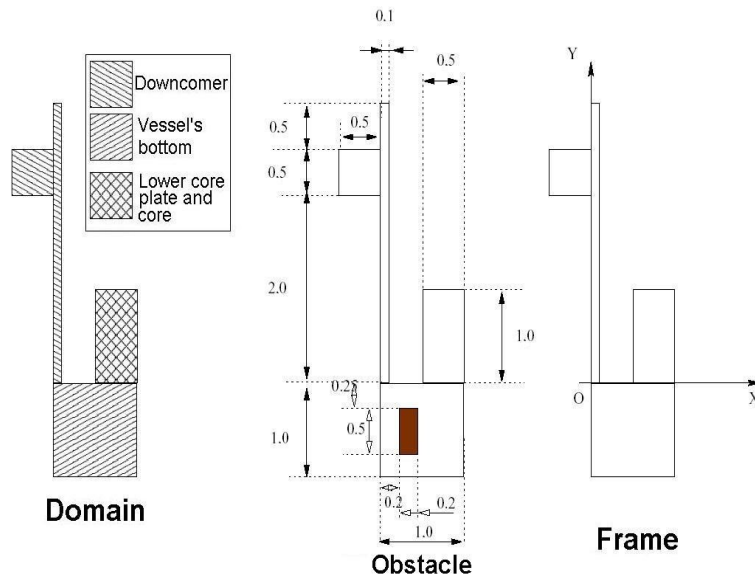 Downcomer
Vessel's
bottom
Lower core
plate and
core
Domain
0.1
0.5
0.5
0.5
0.5
2.0
1.0
0.25
0.5
1.0
0.2
0.2
1.0
Obstacle
Y
O
X
Frame